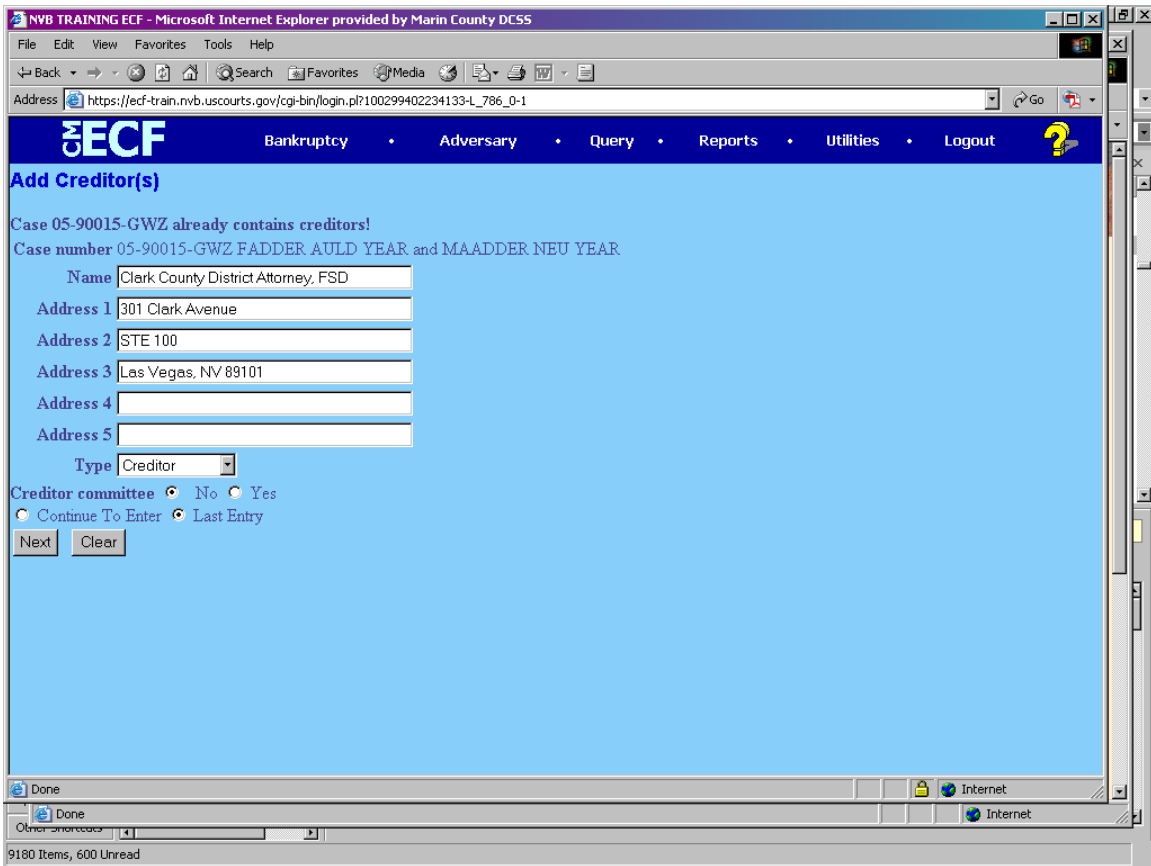 NVB TRAINING ECF - Microsoft Internet Explorer provided by Marin County DCSS
File Edit View Favorites Tools Help
Back Search Favorites Media
Address https://ecf-train.nvb.uscourts.gov/cgi-bin/login.pl?100299402234133-L_786_0-1 Go
CM ECF Bankruptcy • Adversary • Query • Reports • Utilities • Logout ?
Add Creditor(s)
Case 05-90015-GWZ already contains creditors!
Case number 05-90015-GWZ FADDER AULD YEAR and MAADDER NEU YEAR
Name Clark County District Attorney, FSD
Address 1 301 Clark Avenue
Address 2 STE 100
Address 3 Las Vegas, NV 89101
Address 4
Address 5
Type Creditor
Creditor committee No Yes
Continue To Enter Last Entry
Next Clear
Done Internet
Done Internet
Other Shortcuts
9180 Items, 600 Unread